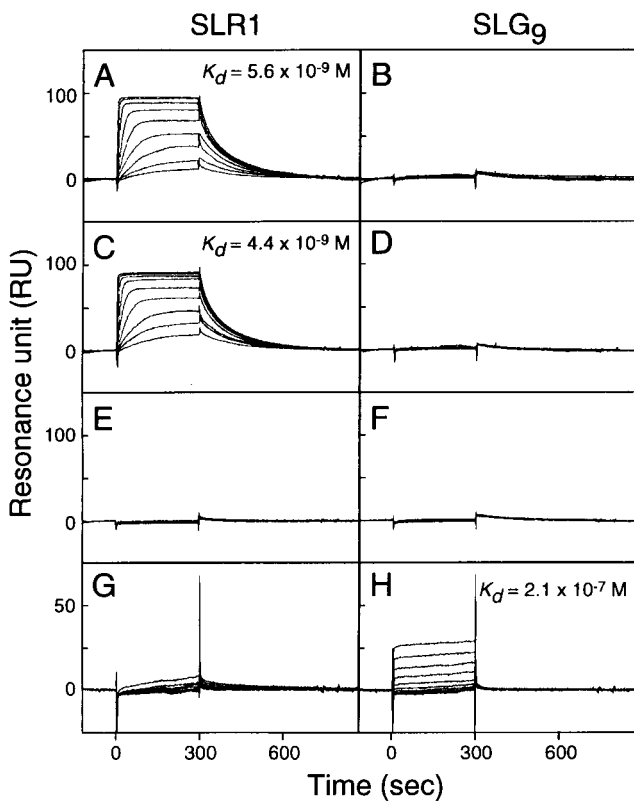 SLR1 SLG9
A Kd = 5.6 x 10-9 M B
100
0
C Kd = 4.4 x 10-9 M D
100
0
E F
100
0
G H Kd = 2.1 x 10-7 M
50
0
0 300 600 0 300 600
Resonance unit (RU)
Time (sec)